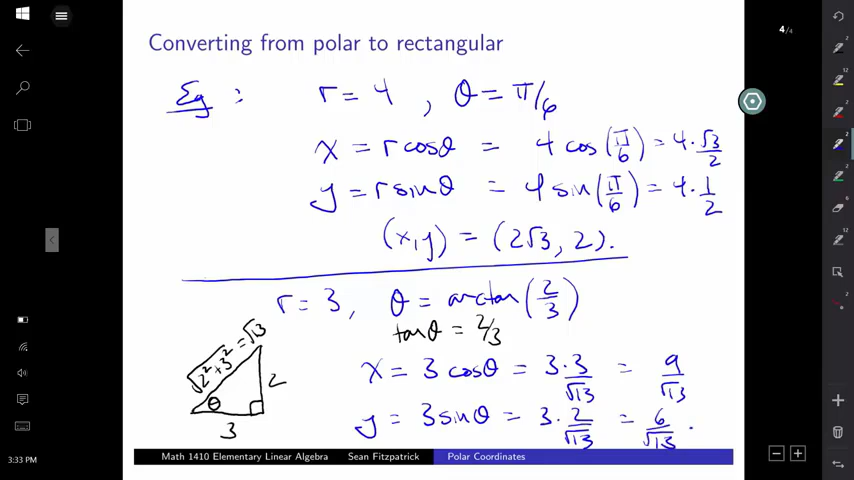 4/4
Converting from polar to rectangular
Eg : r = 4 , θ = π/6
x = r cosθ = 4 cos(π/6) = 4·√3/2
y = r sinθ = 4 sin(π/6) = 4·1/2
(x,y) = (2√3, 2).
r = 3, θ = arctan(2/3)
tanθ = 2/3
√2²+3² = √13
θ
2
3
x = 3 cosθ = 3·3/√13 = 9/√13
y = 3 sinθ = 3·2/√13 = 6/√13 .
3:33 PM
Math 1410 Elementary Linear Algebra Sean Fitzpatrick Polar Coordinates